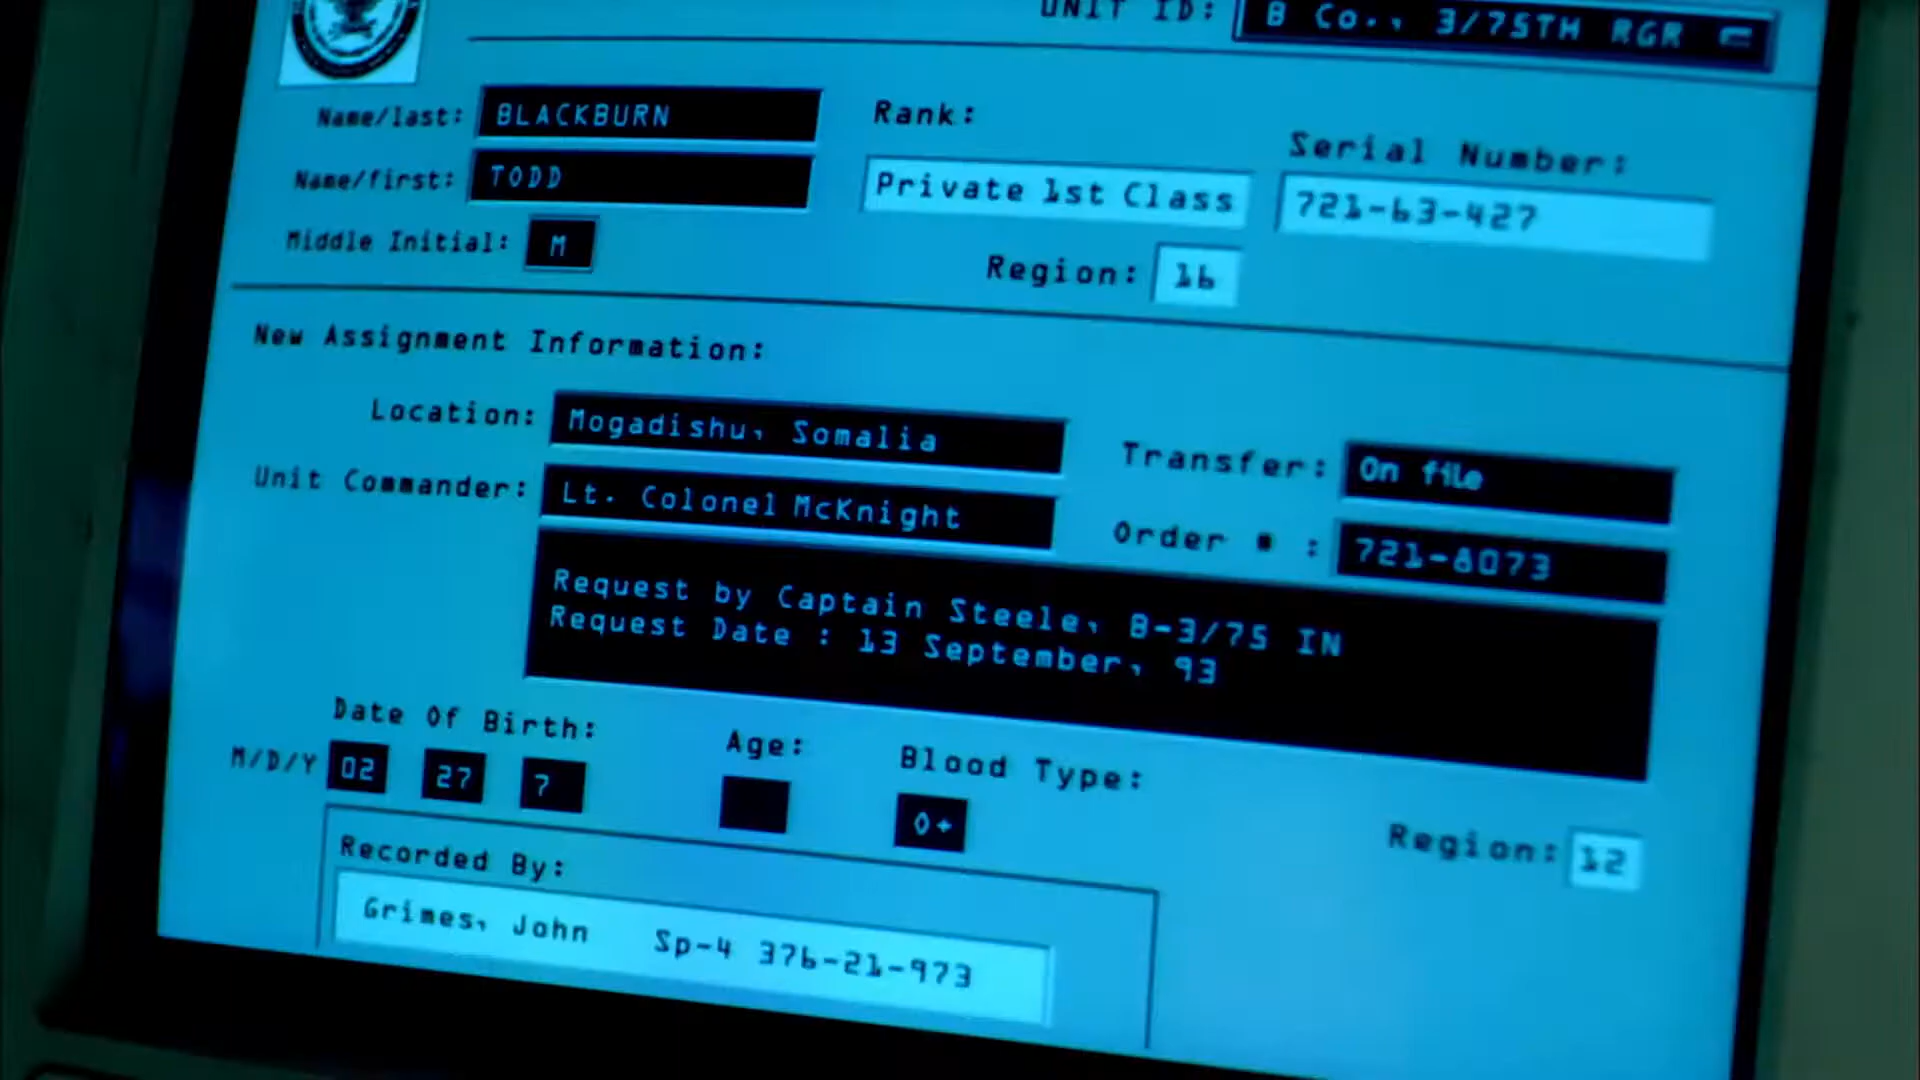 UNIT ID: B Co., 3/75TH RGR
Name/last: BLACKBURN
Rank:
Serial Number:
Name/first: TODD
Private 1st Class
721-63-427
Middle Initial: M
Region: 16
New Assignment Information:
Location: Mogadishu, Somalia
Transfer: On file
Unit Commander: Lt. Colonel McKnight
Order # : 721-8073
Request by Captain Steele, B-3/75 IN
Request Date : 13 September, 93
Date Of Birth:
Age:
Blood Type:
M/D/Y 02 27 7
O+
Region: 12
Recorded By:
Grimes, John Sp-4 376-21-973